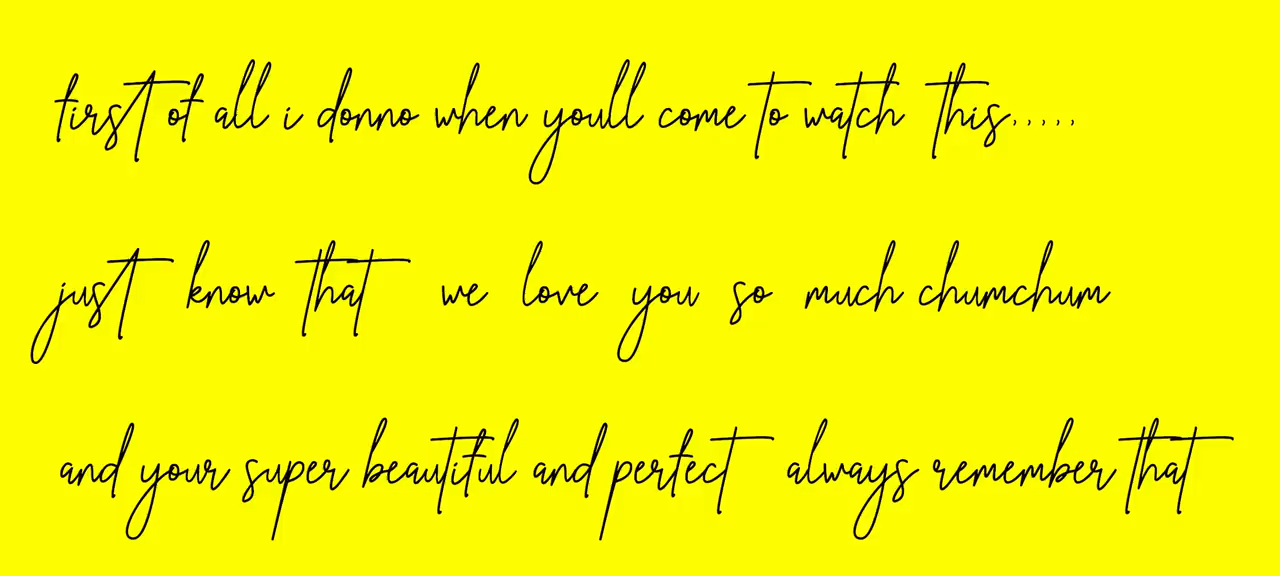 first of all i donno when youll come to watch this,,,,,
just know that we love you so much chumchum
and your super beautiful and perfect always remember that